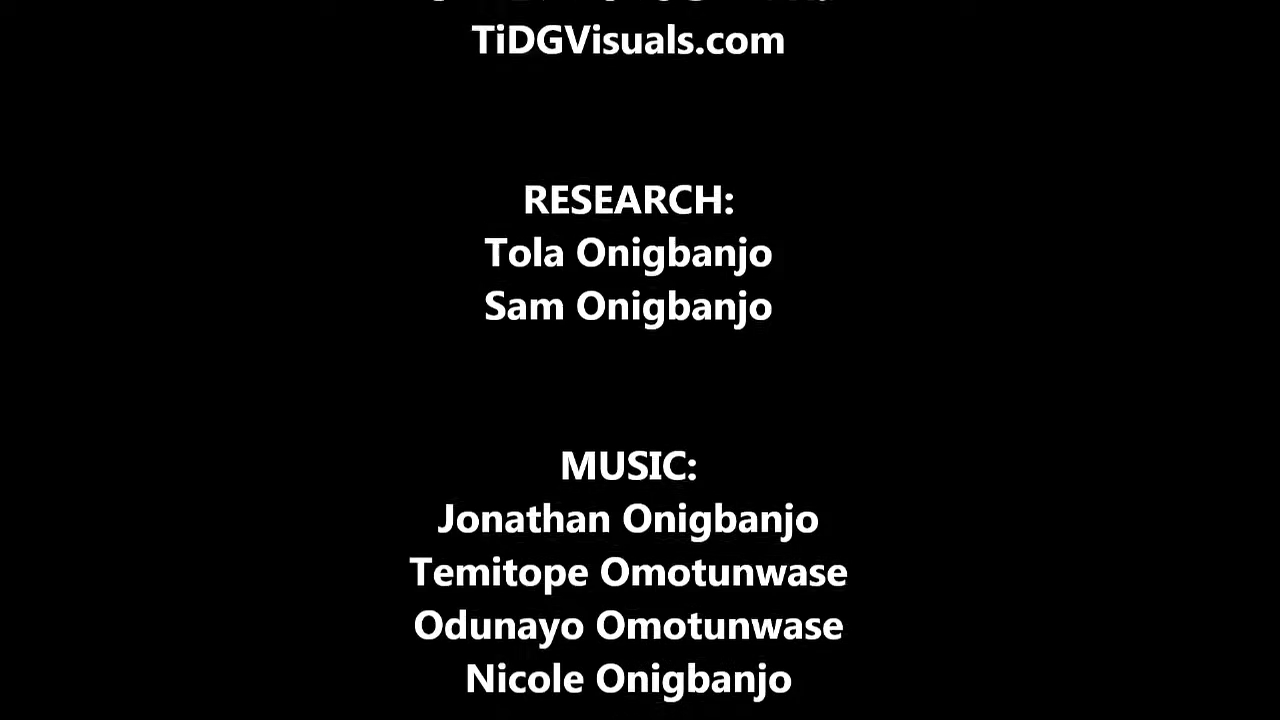 TiDGVisuals.com
RESEARCH:
Tola Onigbanjo
Sam Onigbanjo
MUSIC:
Jonathan Onigbanjo
Temitope Omotunwase
Odunayo Omotunwase
Nicole Onigbanjo